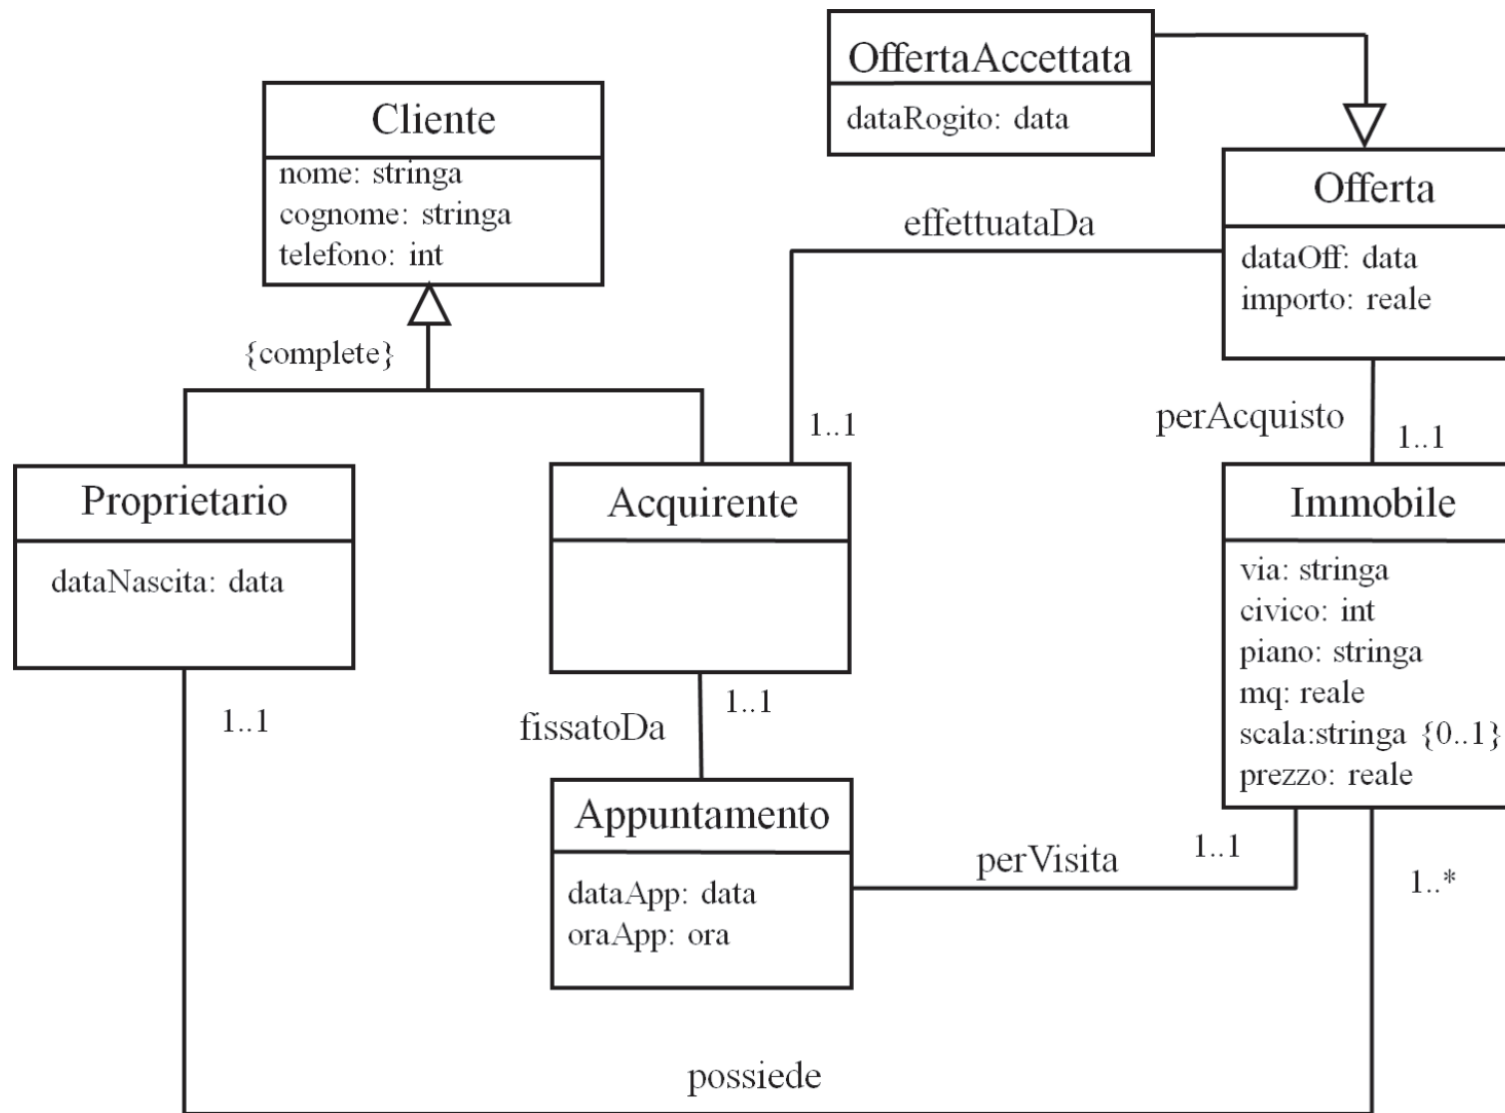 OffertaAccettata
dataRogito: data
Cliente
nome: stringa
cognome: stringa
telefono: int
{complete}
Offerta
dataOff: data
importo: reale
effettuataDa
1..1
perAcquisto
1..1
Proprietario
dataNascita: data
1..1
Acquirente
1..1
fissatoDa
Immobile
via: stringa
civico: int
piano: stringa
mq: reale
scala:stringa {0..1}
prezzo: reale
Appuntamento
dataApp: data
oraApp: ora
perVisita
1..1
1..*
possiede